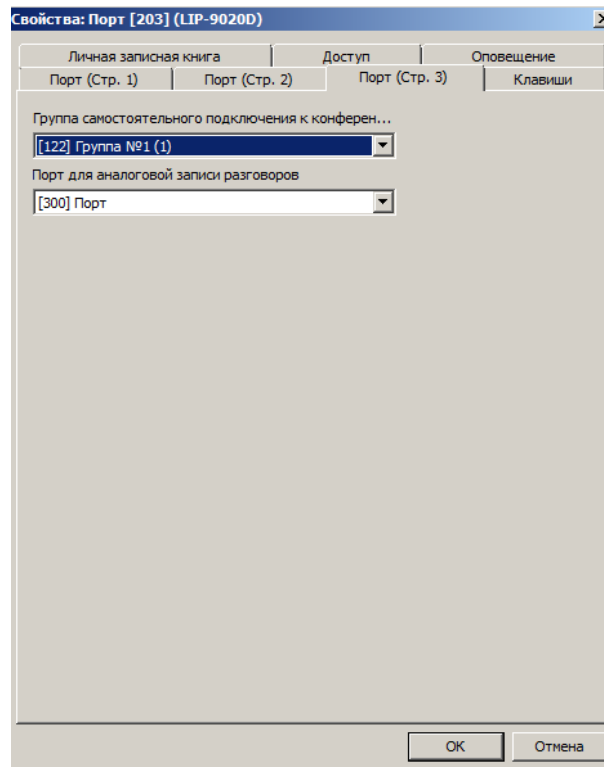 Свойства: Порт [203] (LIP-9020D)
Личная записная книга Доступ Оповещение
Порт (Стр. 1) Порт (Стр. 2) Порт (Стр. 3) Клавиши
Группа самостоятельного подключения к конферен...
[122] Группа №1 (1)
Порт для аналоговой записи разговоров
[300] Порт
OK Отмена